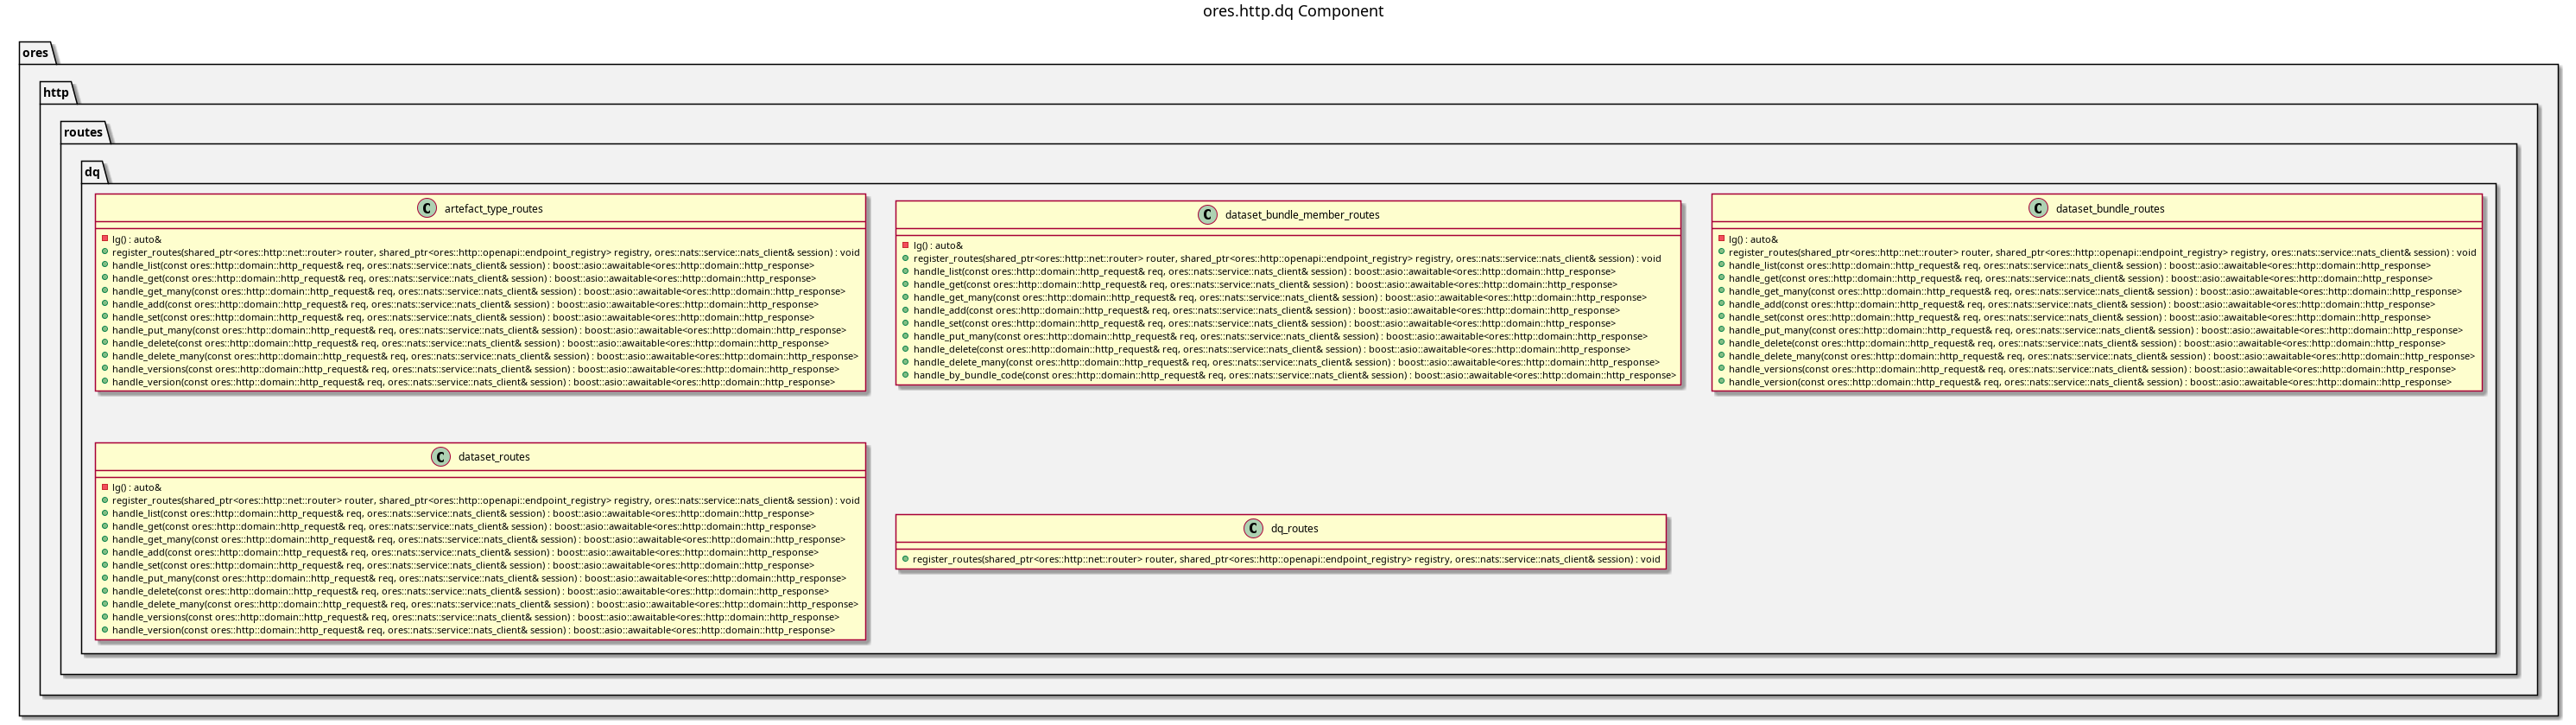 ores.http.dq Component
ores
http
routes
dq
artefact_type_routes
lg() : auto&
register_routes(shared_ptr<ores::http::net::router> router, shared_ptr<ores::http::openapi::endpoint_registry> registry, ores::nats::service::nats_client& session) : void
handle_list(const ores::http::domain::http_request& req, ores::nats::service::nats_client& session) : boost::asio::awaitable<ores::http::domain::http_response>
handle_get(const ores::http::domain::http_request& req, ores::nats::service::nats_client& session) : boost::asio::awaitable<ores::http::domain::http_response>
handle_get_many(const ores::http::domain::http_request& req, ores::nats::service::nats_client& session) : boost::asio::awaitable<ores::http::domain::http_response>
handle_add(const ores::http::domain::http_request& req, ores::nats::service::nats_client& session) : boost::asio::awaitable<ores::http::domain::http_response>
handle_set(const ores::http::domain::http_request& req, ores::nats::service::nats_client& session) : boost::asio::awaitable<ores::http::domain::http_response>
handle_put_many(const ores::http::domain::http_request& req, ores::nats::service::nats_client& session) : boost::asio::awaitable<ores::http::domain::http_response>
handle_delete(const ores::http::domain::http_request& req, ores::nats::service::nats_client& session) : boost::asio::awaitable<ores::http::domain::http_response>
handle_delete_many(const ores::http::domain::http_request& req, ores::nats::service::nats_client& session) : boost::asio::awaitable<ores::http::domain::http_response>
handle_versions(const ores::http::domain::http_request& req, ores::nats::service::nats_client& session) : boost::asio::awaitable<ores::http::domain::http_response>
handle_version(const ores::http::domain::http_request& req, ores::nats::service::nats_client& session) : boost::asio::awaitable<ores::http::domain::http_response>
dataset_bundle_member_routes
lg() : auto&
register_routes(shared_ptr<ores::http::net::router> router, shared_ptr<ores::http::openapi::endpoint_registry> registry, ores::nats::service::nats_client& session) : void
handle_list(const ores::http::domain::http_request& req, ores::nats::service::nats_client& session) : boost::asio::awaitable<ores::http::domain::http_response>
handle_get(const ores::http::domain::http_request& req, ores::nats::service::nats_client& session) : boost::asio::awaitable<ores::http::domain::http_response>
handle_get_many(const ores::http::domain::http_request& req, ores::nats::service::nats_client& session) : boost::asio::awaitable<ores::http::domain::http_response>
handle_add(const ores::http::domain::http_request& req, ores::nats::service::nats_client& session) : boost::asio::awaitable<ores::http::domain::http_response>
handle_set(const ores::http::domain::http_request& req, ores::nats::service::nats_client& session) : boost::asio::awaitable<ores::http::domain::http_response>
handle_put_many(const ores::http::domain::http_request& req, ores::nats::service::nats_client& session) : boost::asio::awaitable<ores::http::domain::http_response>
handle_delete(const ores::http::domain::http_request& req, ores::nats::service::nats_client& session) : boost::asio::awaitable<ores::http::domain::http_response>
handle_delete_many(const ores::http::domain::http_request& req, ores::nats::service::nats_client& session) : boost::asio::awaitable<ores::http::domain::http_response>
handle_by_bundle_code(const ores::http::domain::http_request& req, ores::nats::service::nats_client& session) : boost::asio::awaitable<ores::http::domain::http_response>
dataset_bundle_routes
lg() : auto&
register_routes(shared_ptr<ores::http::net::router> router, shared_ptr<ores::http::openapi::endpoint_registry> registry, ores::nats::service::nats_client& session) : void
handle_list(const ores::http::domain::http_request& req, ores::nats::service::nats_client& session) : boost::asio::awaitable<ores::http::domain::http_response>
handle_get(const ores::http::domain::http_request& req, ores::nats::service::nats_client& session) : boost::asio::awaitable<ores::http::domain::http_response>
handle_get_many(const ores::http::domain::http_request& req, ores::nats::service::nats_client& session) : boost::asio::awaitable<ores::http::domain::http_response>
handle_add(const ores::http::domain::http_request& req, ores::nats::service::nats_client& session) : boost::asio::awaitable<ores::http::domain::http_response>
handle_set(const ores::http::domain::http_request& req, ores::nats::service::nats_client& session) : boost::asio::awaitable<ores::http::domain::http_response>
handle_put_many(const ores::http::domain::http_request& req, ores::nats::service::nats_client& session) : boost::asio::awaitable<ores::http::domain::http_response>
handle_delete(const ores::http::domain::http_request& req, ores::nats::service::nats_client& session) : boost::asio::awaitable<ores::http::domain::http_response>
handle_delete_many(const ores::http::domain::http_request& req, ores::nats::service::nats_client& session) : boost::asio::awaitable<ores::http::domain::http_response>
handle_versions(const ores::http::domain::http_request& req, ores::nats::service::nats_client& session) : boost::asio::awaitable<ores::http::domain::http_response>
handle_version(const ores::http::domain::http_request& req, ores::nats::service::nats_client& session) : boost::asio::awaitable<ores::http::domain::http_response>
dataset_routes
lg() : auto&
register_routes(shared_ptr<ores::http::net::router> router, shared_ptr<ores::http::openapi::endpoint_registry> registry, ores::nats::service::nats_client& session) : void
handle_list(const ores::http::domain::http_request& req, ores::nats::service::nats_client& session) : boost::asio::awaitable<ores::http::domain::http_response>
handle_get(const ores::http::domain::http_request& req, ores::nats::service::nats_client& session) : boost::asio::awaitable<ores::http::domain::http_response>
handle_get_many(const ores::http::domain::http_request& req, ores::nats::service::nats_client& session) : boost::asio::awaitable<ores::http::domain::http_response>
handle_add(const ores::http::domain::http_request& req, ores::nats::service::nats_client& session) : boost::asio::awaitable<ores::http::domain::http_response>
handle_set(const ores::http::domain::http_request& req, ores::nats::service::nats_client& session) : boost::asio::awaitable<ores::http::domain::http_response>
handle_put_many(const ores::http::domain::http_request& req, ores::nats::service::nats_client& session) : boost::asio::awaitable<ores::http::domain::http_response>
handle_delete(const ores::http::domain::http_request& req, ores::nats::service::nats_client& session) : boost::asio::awaitable<ores::http::domain::http_response>
handle_delete_many(const ores::http::domain::http_request& req, ores::nats::service::nats_client& session) : boost::asio::awaitable<ores::http::domain::http_response>
handle_versions(const ores::http::domain::http_request& req, ores::nats::service::nats_client& session) : boost::asio::awaitable<ores::http::domain::http_response>
handle_version(const ores::http::domain::http_request& req, ores::nats::service::nats_client& session) : boost::asio::awaitable<ores::http::domain::http_response>
dq_routes
register_routes(shared_ptr<ores::http::net::router> router, shared_ptr<ores::http::openapi::endpoint_registry> registry, ores::nats::service::nats_client& session) : void